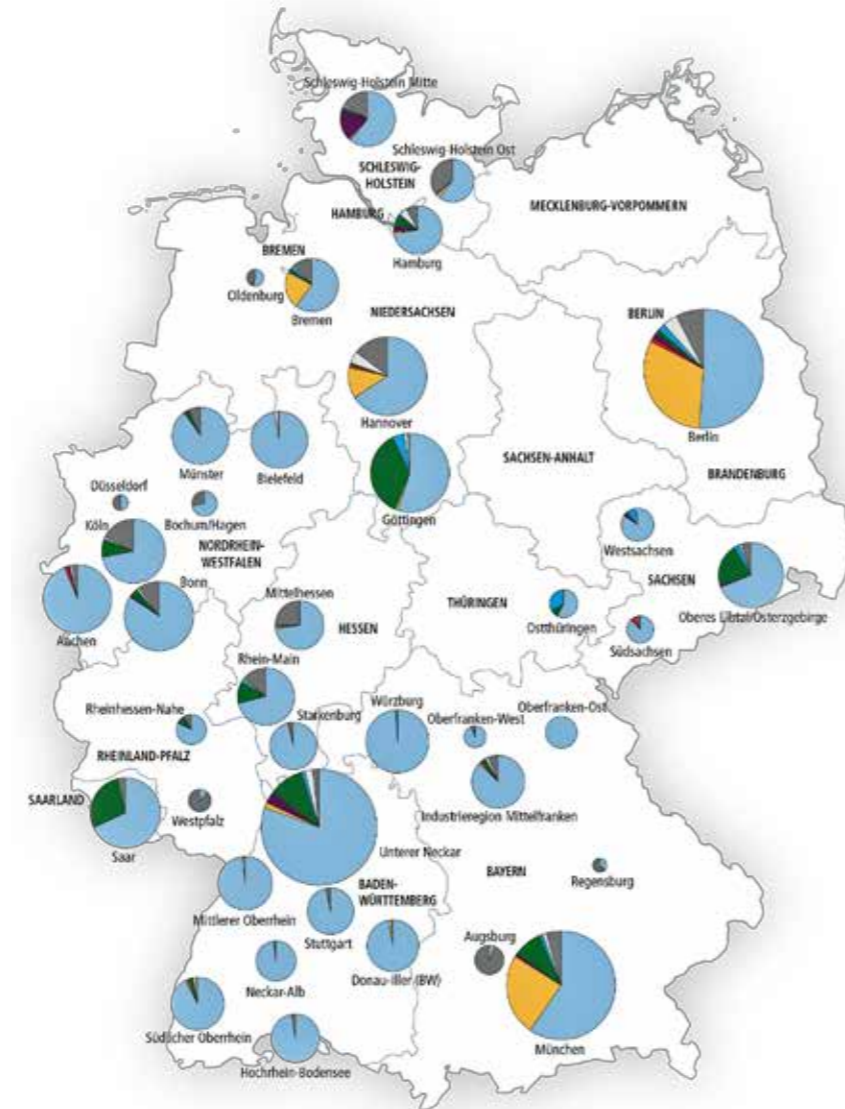 Schleswig-Holstein Mitte
Schleswig-Holstein Ost
SCHLESWIG-
HOLSTEIN
MECKLENBURG-VORPOMMERN
HAMBURG
Hamburg
BREMEN
Oldenburg
Bremen
NIEDERSACHSEN
BERLIN
Berlin
Hannover
Münster
Bielefeld
SACHSEN-ANHALT
BRANDENBURG
Göttingen
Düsseldorf
Köln
Bochum/Hagen
NORDRHEIN-
WESTFALEN
Westsachsen
SACHSEN
Bonn
Aachen
Mittelhessen
HESSEN
THÜRINGEN
Ostthüringen
Oberes Elbtal/Osterzgebirge
Südsachsen
Rhein-Main
Rheinhessen-Nahe
Starkenburg
Würzburg
Oberfranken-West
Oberfranken-Ost
RHEINLAND-PFALZ
SAARLAND
Westpfalz
Industrieregion Mittelfranken
Saar
Unterer Neckar
BAYERN
Regensburg
BADEN-
WÜRTTEMBERG
Mittlerer Oberrhein
Stuttgart
Augsburg
Donau-Iller (BW)
Neckar-Alb
Südlicher Oberrhein
Hochrhein-Bodensee
München